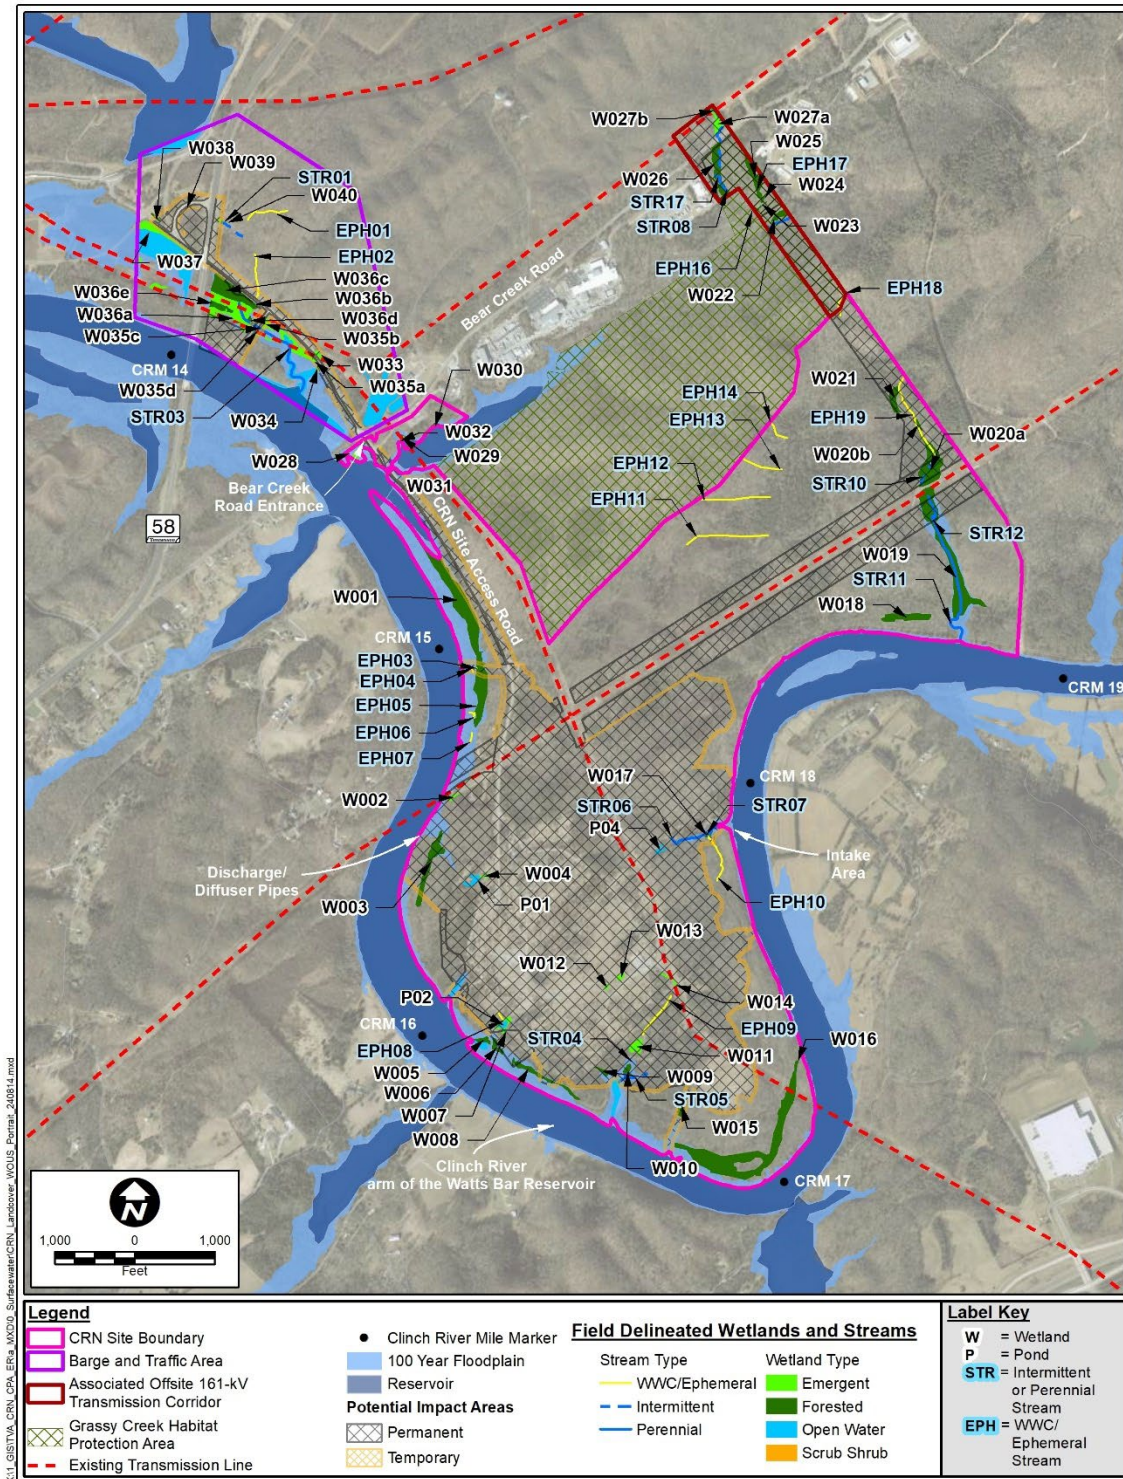 W027b
W027a
W038
W039
W025
STR01
EPH17
W040
W026
W024
STR17
W023
EPH01
STR08
EPH02
W037
EPH16
W036c
Bear Creek Road
W022
EPH18
W036e
W036b
W036a
W036d
W035c
W035b
CRM 14
W033
W030
W021
W035d
W035a
EPH14
STR03
EPH19
W034
W032
EPH13
W020a
W029
W020b
W028
EPH12
STR10
W031
Bear Creek
Road Entrance
EPH11
CRN Site Access Road
58
Tennessee
STR12
W019
STR11
W001
W018
CRM 15
EPH03
EPH04
CRM 19
EPH05
EPH06
EPH07
W017
CRM 18
STR06
STR07
W002
P04
Discharge/
Diffuser Pipes
Intake
Area
W004
EPH10
W003
P01
W013
W012
P02
W014
CRM 16
STR04
EPH09
EPH08
W011
W016
W005
W009
W006
STR05
W007
W015
W008
Clinch River
arm of the Watts Bar Reservoir
W010
CRM 17
N
1,000 0 1,000
Feet
Legend
CRN Site Boundary
Barge and Traffic Area
Associated Offsite 161-kV
Transmission Corridor
Grassy Creek Habitat
Protection Area
Existing Transmission Line
Clinch River Mile Marker
100 Year Floodplain
Reservoir
Potential Impact Areas
Permanent
Temporary
Field Delineated Wetlands and Streams
Stream Type
WWC/Ephemeral
Intermittent
Perennial
Wetland Type
Emergent
Forested
Open Water
Scrub Shrub
Label Key
W = Wetland
P = Pond
STR = Intermittent
or Perennial
Stream
EPH = WWC/
Ephemeral
Stream